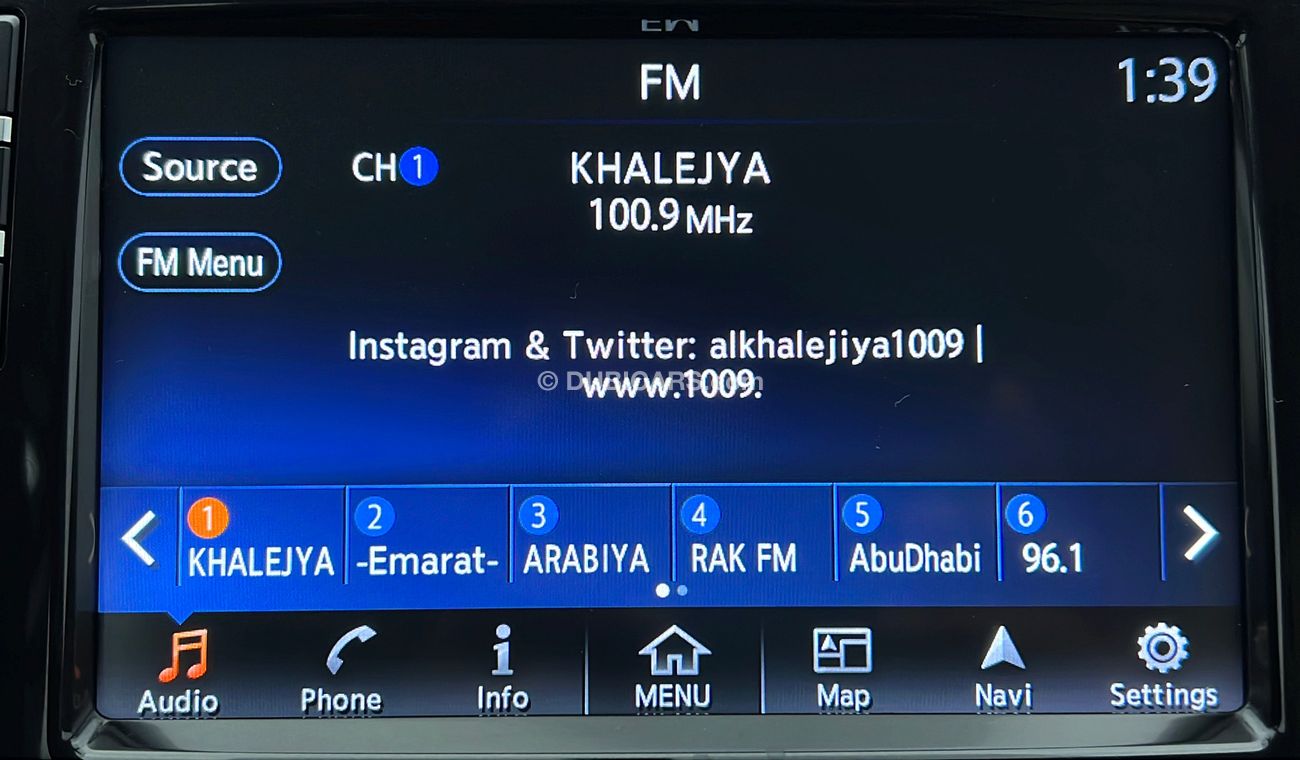 FM
1:39
Source
CH 1
KHALEJYA
100.9 MHz
FM Menu
Instagram & Twitter: alkhalejiya1009 |
www.1009.
© DUBICARS.com
1
KHALEJYA
2
-Emarat-
3
ARABIYA
4
RAK FM
5
AbuDhabi
6
96.1
Audio
Phone
Info
MENU
Map
Navi
Settings